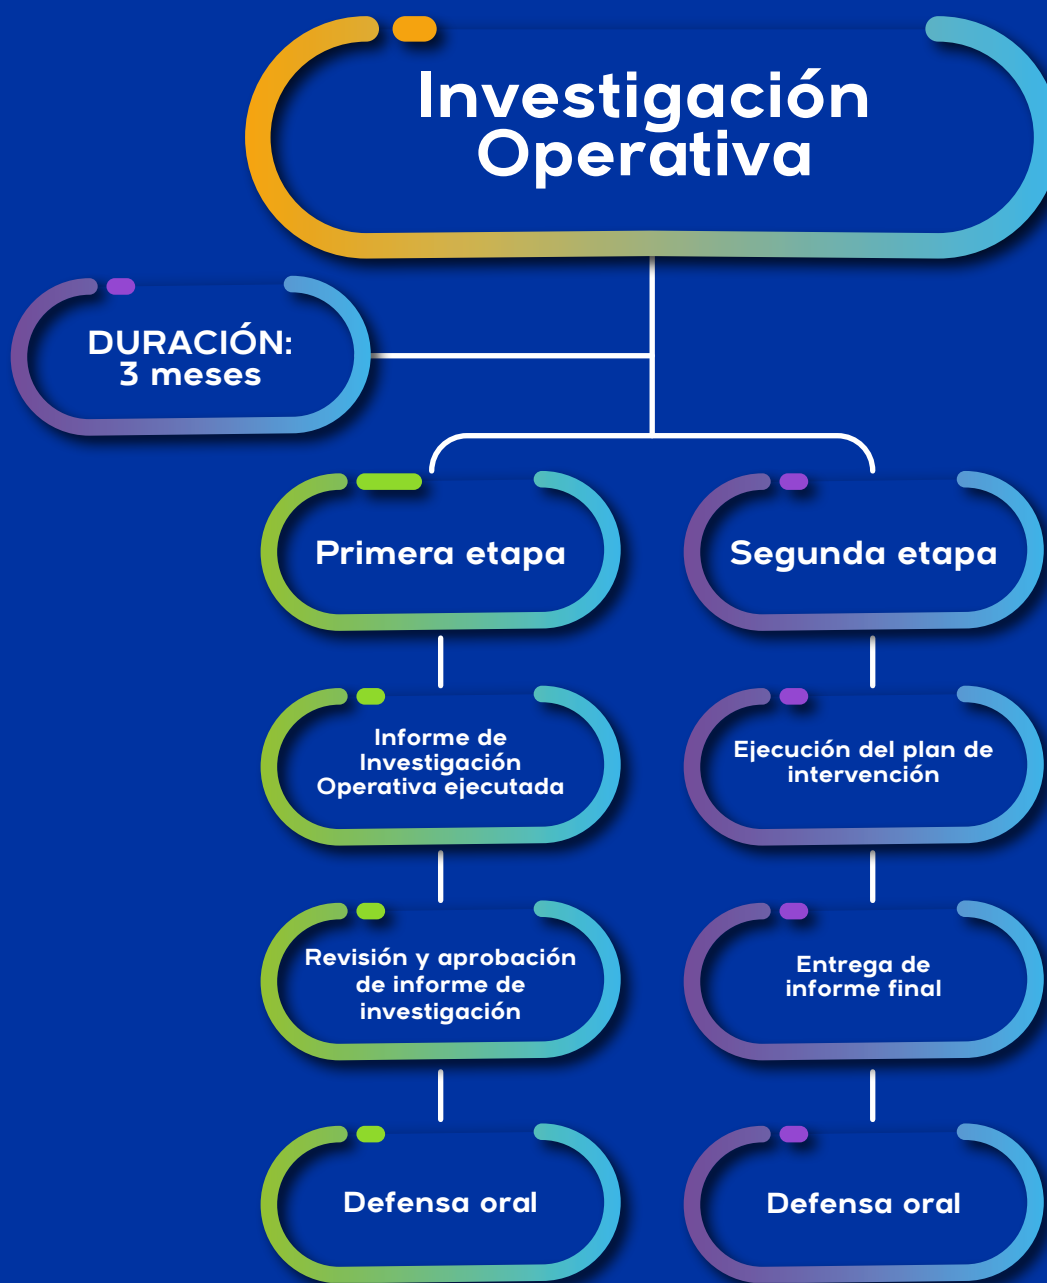 Investigación
Operativa
DURACIÓN:
3 meses
Primera etapa
Segunda etapa
Informe de
Investigación
Operativa ejecutada
Ejecución del plan de
intervención
Revisión y aprobación
de informe de
investigación
Entrega de
informe final
Defensa oral
Defensa oral